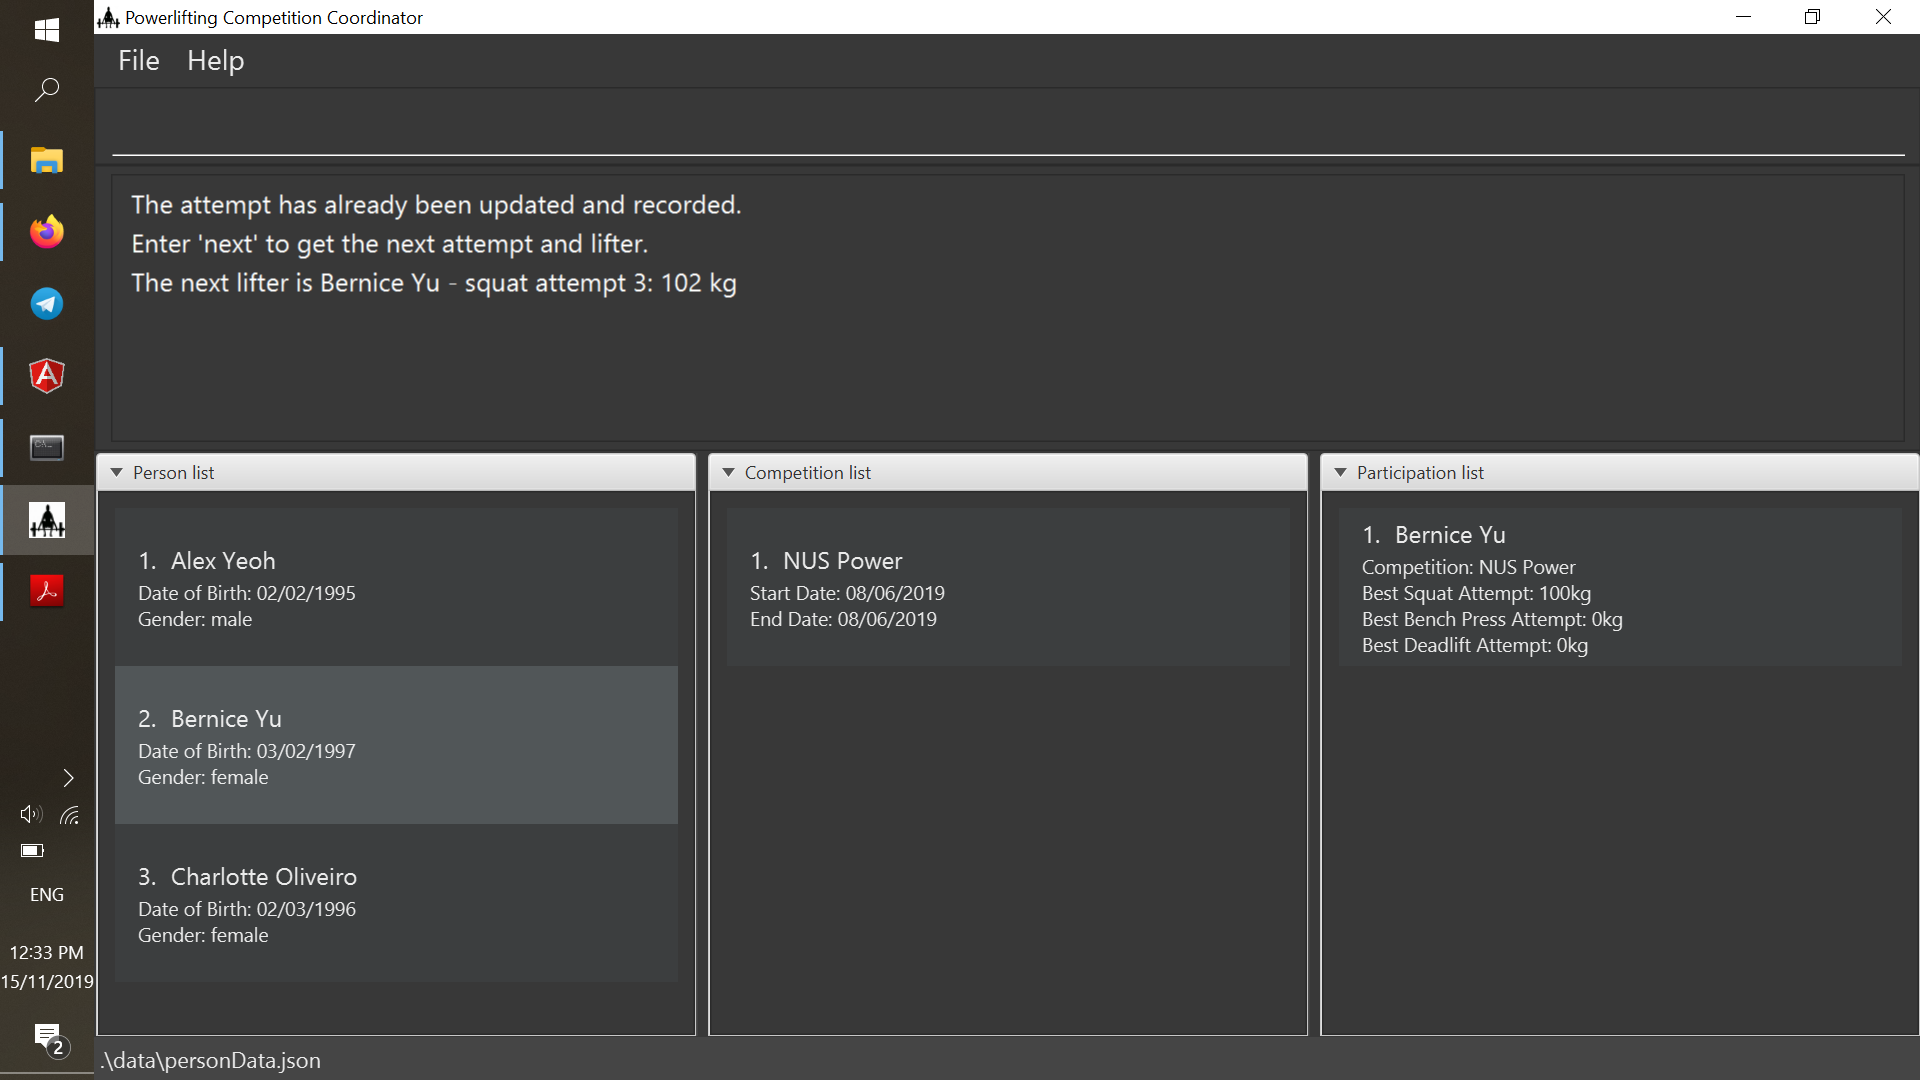 Powerlifting Competition Coordinator
File Help
The attempt has already been updated and recorded.
Enter 'next' to get the next attempt and lifter.
The next lifter is Bernice Yu - squat attempt 3: 102 kg
Person list
1. Alex Yeoh
Date of Birth: 02/02/1995
Gender: male
2. Bernice Yu
Date of Birth: 03/02/1997
Gender: female
3. Charlotte Oliveiro
Date of Birth: 02/03/1996
Gender: female
Competition list
1. NUS Power
Start Date: 08/06/2019
End Date: 08/06/2019
Participation list
1. Bernice Yu
Competition: NUS Power
Best Squat Attempt: 100kg
Best Bench Press Attempt: 0kg
Best Deadlift Attempt: 0kg
.\data\personData.json
ENG
12:33 PM
15/11/2019
2